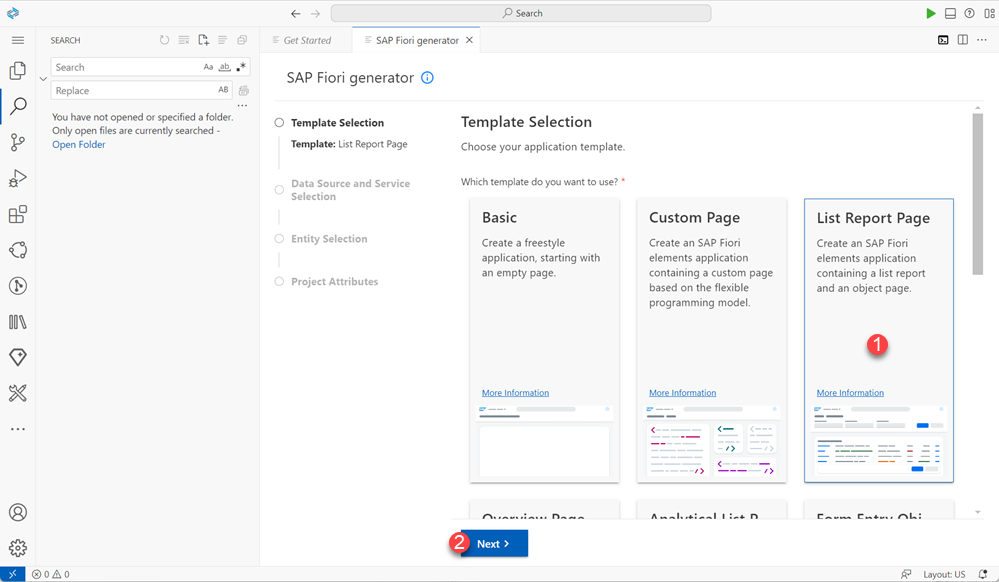 Search
SEARCH
Get Started
SAP Fiori generator
Search
Aa
ab
Replace
AB
You have not opened or specified a folder.
Only open files are currently searched -
Open Folder
SAP Fiori generator
Template Selection
Template: List Report Page
Data Source and Service
Selection
Entity Selection
Project Attributes
Template Selection
Choose your application template.
Which template do you want to use? *
Basic
Create a freestyle
application, starting with
an empty page.
More Information
Custom Page
Create an SAP Fiori
elements application
containing a custom page
based on the flexible
programming model.
More Information
List Report Page
Create an SAP Fiori
elements application
containing a list report
and an object page.
1
More Information
Overview Page
Analytical List P
Form Entry Obj
2
Next
0 0
Layout: US